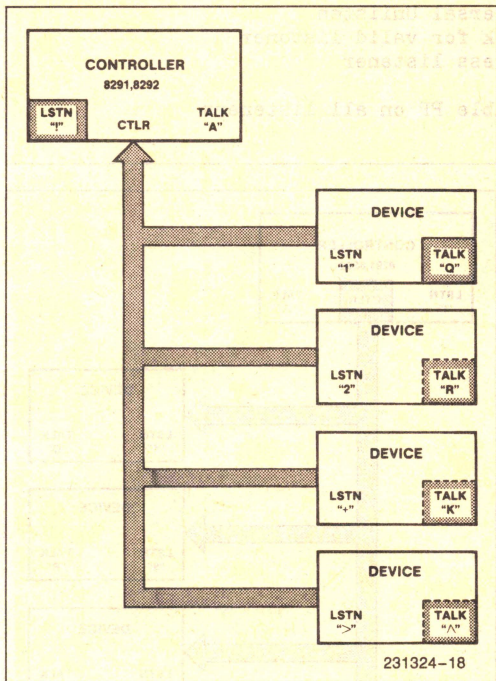 CONTROLLER
8291,8292
LSTN
"!"
CTLR
TALK
"A"
DEVICE
LSTN
"1"
TALK
"Q"
DEVICE
LSTN
"2"
TALK
"R"
DEVICE
LSTN
"+"
TALK
"K"
DEVICE
LSTN
">"
TALK
"^"
231324-18